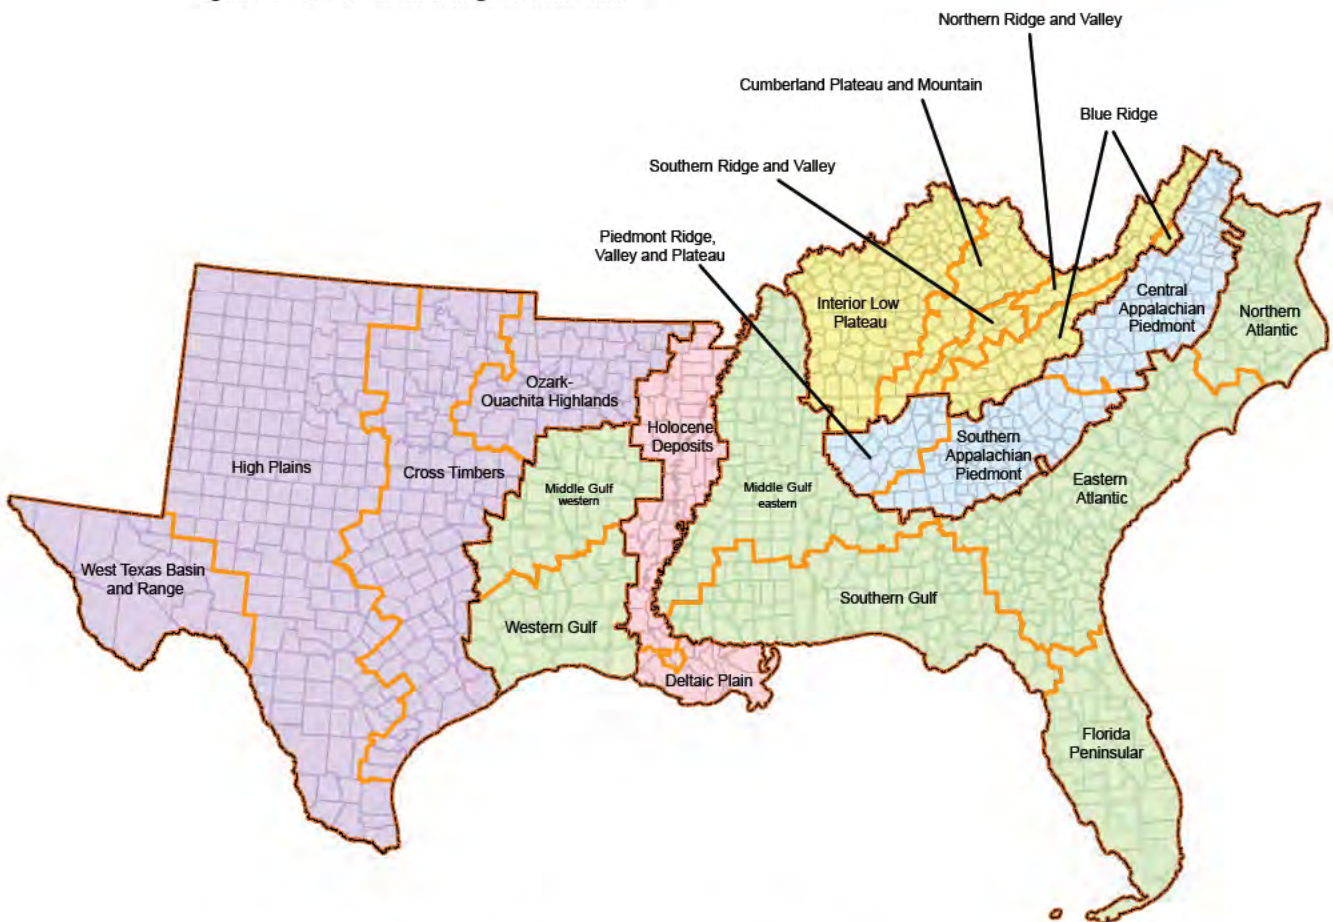 Northern Ridge and Valley
Cumberland Plateau and Mountain
Blue Ridge
Southern Ridge and Valley
Piedmont Ridge,
Valley and Plateau
Interior Low
Plateau
Central
Appalachian
Piedmont
Northern
Atlantic
Ozark-
Ouachita Highlands
Holocene
Deposits
High Plains
Cross Timbers
Middle Gulf
western
Middle Gulf
eastern
Southern
Appalachian
Piedmont
Eastern
Atlantic
West Texas Basin
and Range
Western Gulf
Southern Gulf
Deltaic Plain
Florida
Peninsular